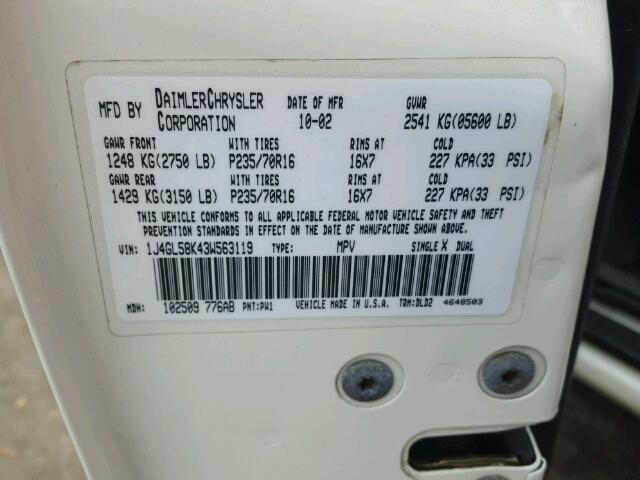 MFD BY DAIMLERCHRYSLER CORPORATION DATE OF MFR 10-02 GVWR 2541 KG(05600 LB)
GAWR FRONT WITH TIRES RIMS AT COLD
1248 KG(2750 LB) P235/70R16 16X7 227 KPA(33 PSI)
GAWR REAR WITH TIRES RIMS AT COLD
1429 KG(3150 LB) P235/70R16 16X7 227 KPA(33 PSI)
THIS VEHICLE CONFORMS TO ALL APPLICABLE FEDERAL MOTOR VEHICLE SAFETY AND THEFT
PREVENTION STANDARDS IN EFFECT ON THE DATE OF MANUFACTURE SHOWN ABOVE.
VIN: 1J4GL58K43W563119 TYPE: MPV SINGLE X DUAL
MDH: 102509 776AB PNT:PW1 VEHICLE MADE IN U.S.A. TRM:DLD2 4648503